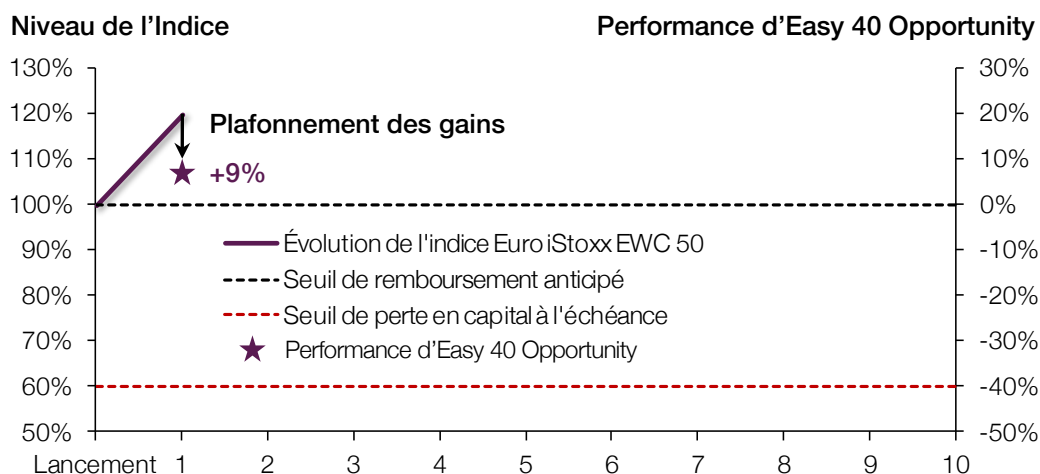 Niveau de l’Indice
Performance d’Easy 40 Opportunity
130%
30%
120%
20%
Plafonnement des gains
110%
10%
+9%
100%
0%
90%
-10%
Évolution de l'indice Euro iStoxx EWC 50
Seuil de remboursement anticipé
80%
-20%
Seuil de perte en capital à l'échéance
70%
-30%
Performance d’Easy 40 Opportunity
60%
-40%
50%
-50%
Lancement 1 2 3 4 5 6 7 8 9 10